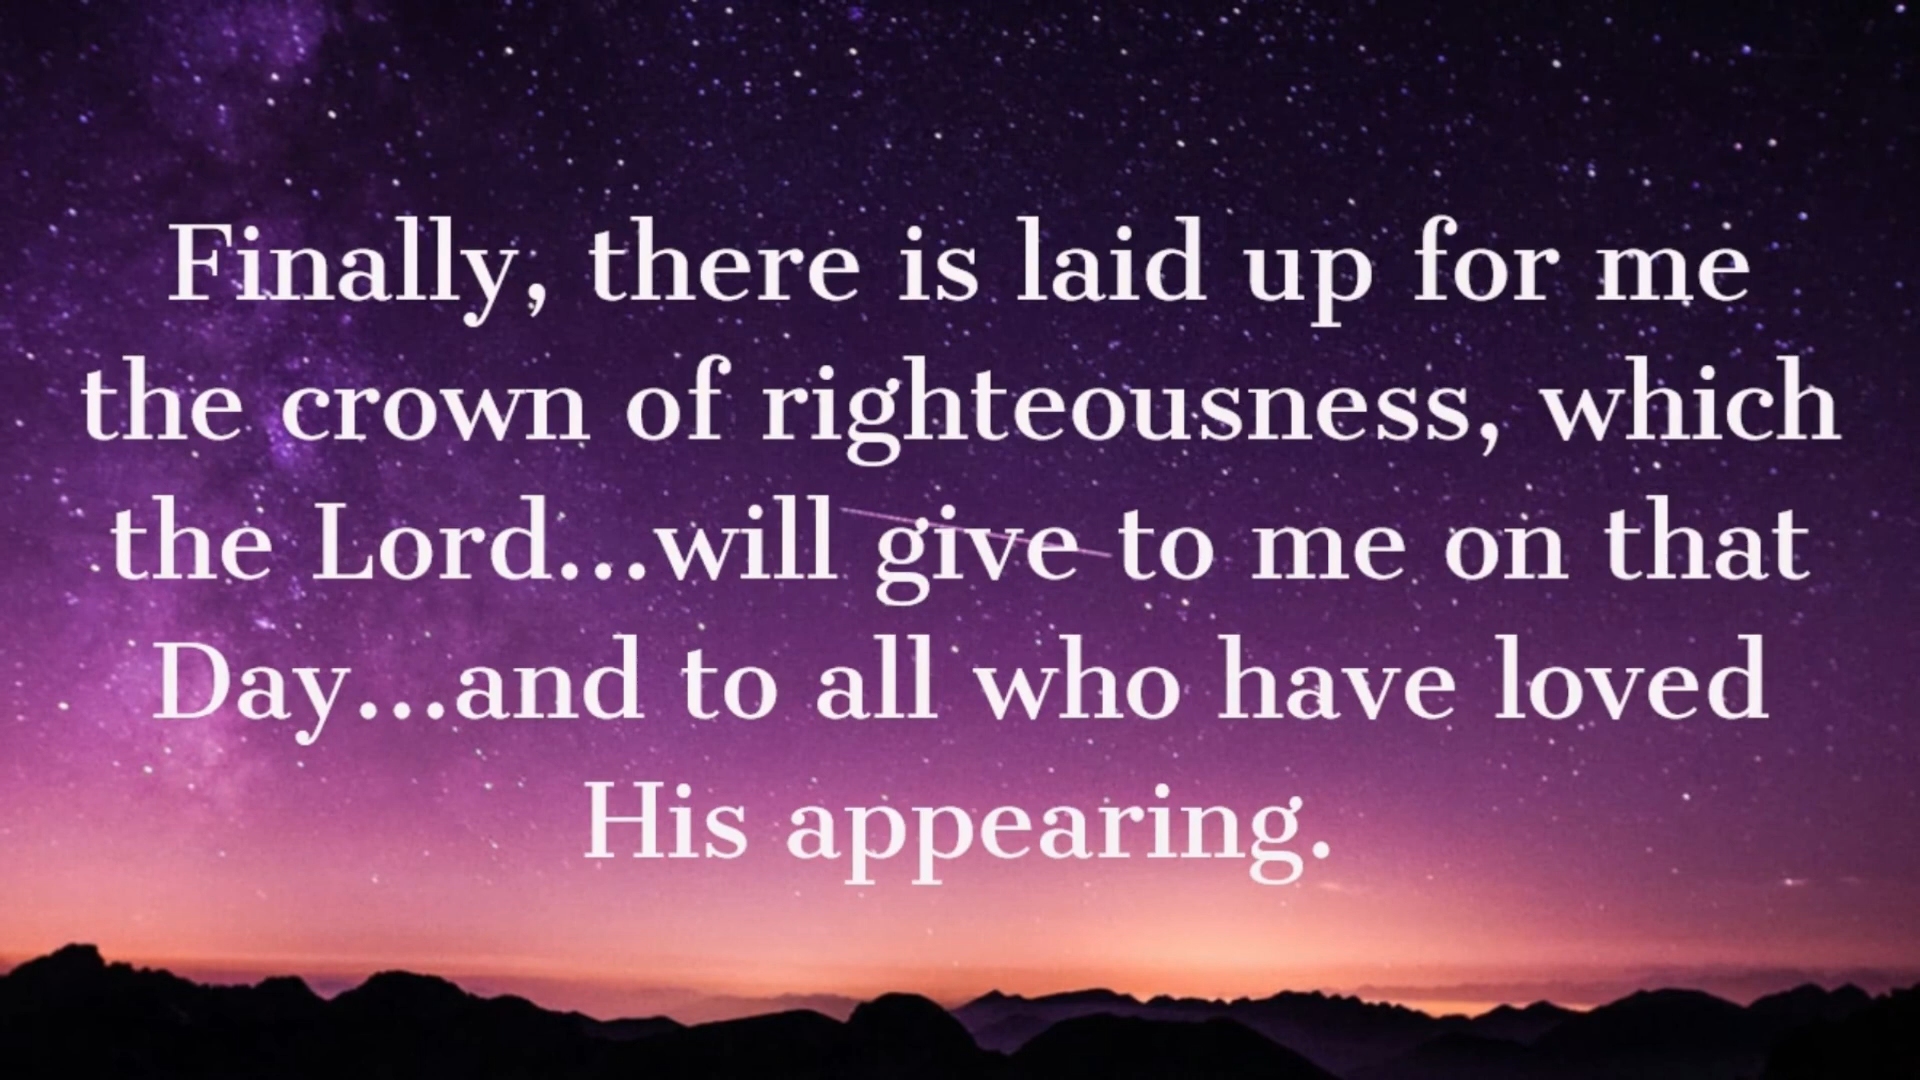 Finally, there is laid up for me
the crown of righteousness, which
the Lord...will give to me on that
Day...and to all who have loved
His appearing.